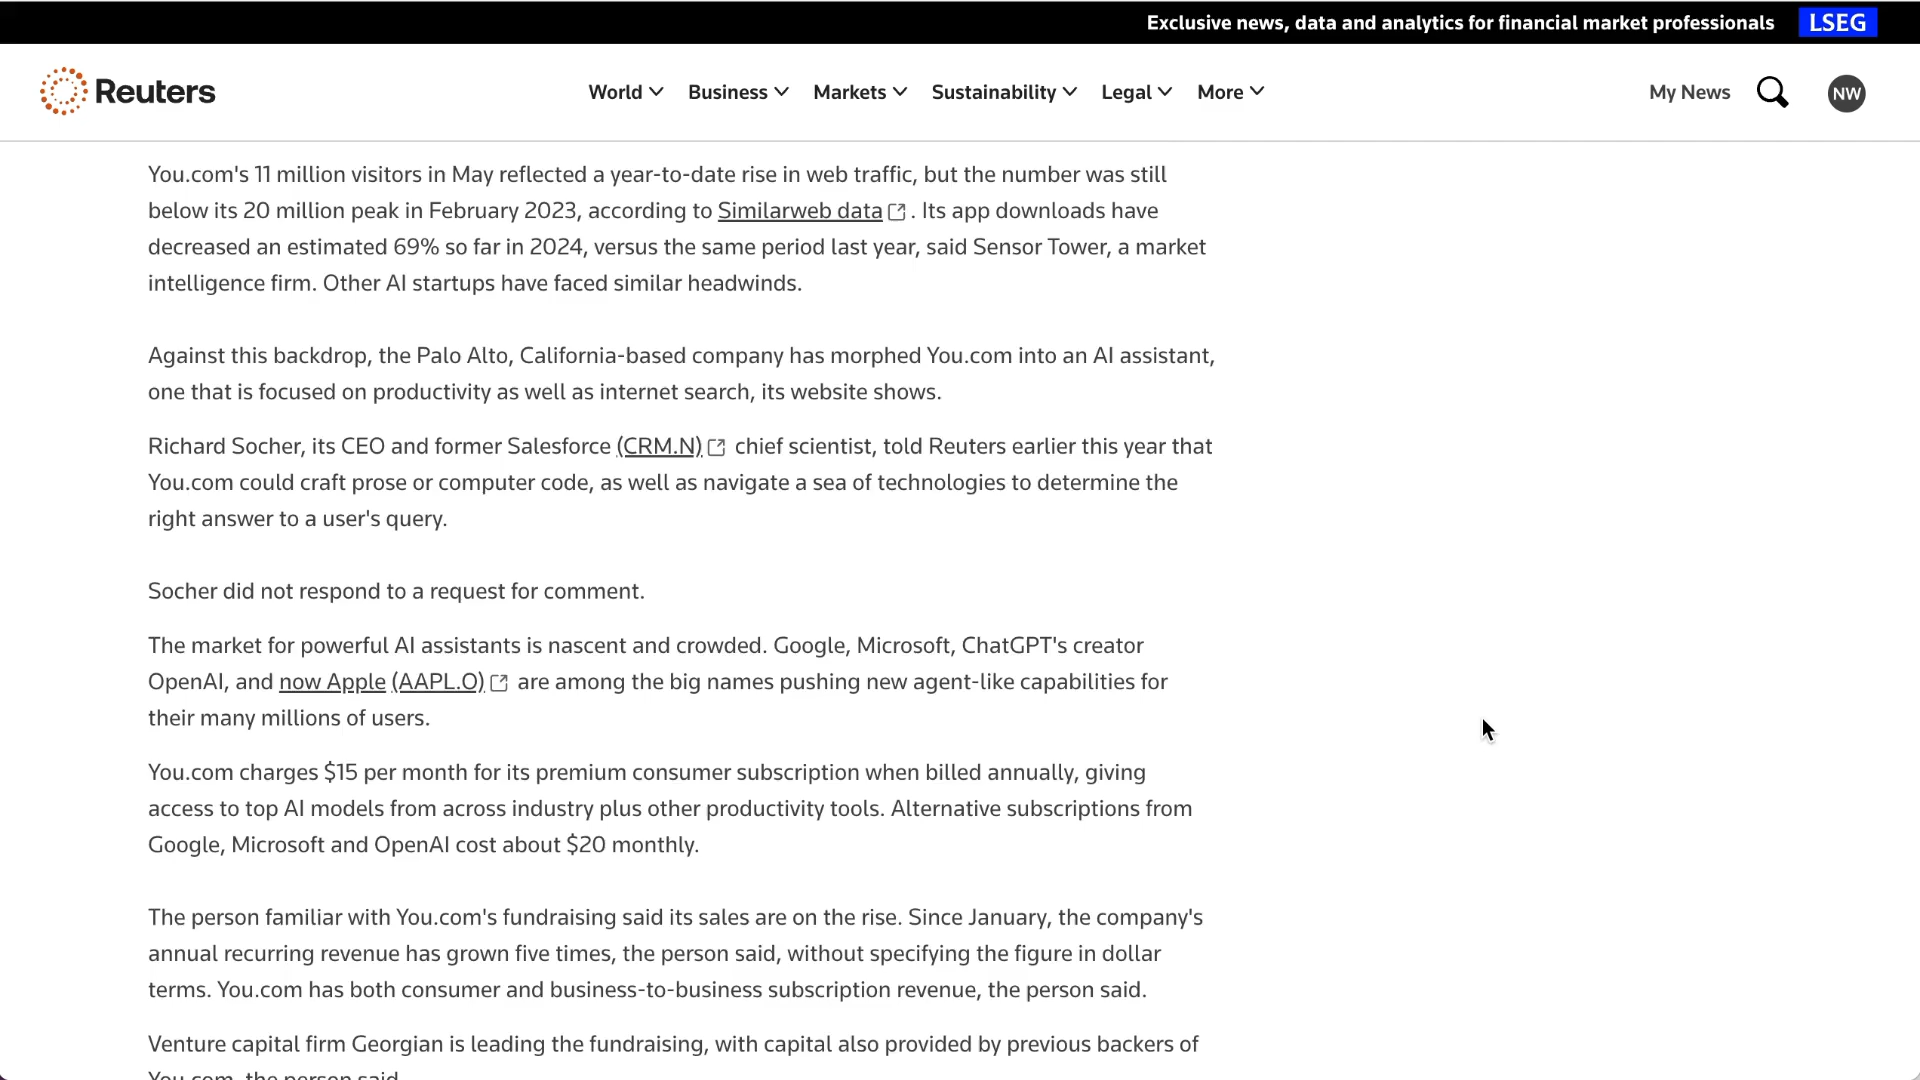 Exclusive news, data and analytics for financial market professionals LSEG
Reuters World Business Markets Sustainability Legal More My News NW
You.com's 11 million visitors in May reflected a year-to-date rise in web traffic, but the number was still
below its 20 million peak in February 2023, according to Similarweb data . Its app downloads have
decreased an estimated 69% so far in 2024, versus the same period last year, said Sensor Tower, a market
intelligence firm. Other AI startups have faced similar headwinds.
Against this backdrop, the Palo Alto, California-based company has morphed You.com into an AI assistant,
one that is focused on productivity as well as internet search, its website shows.
Richard Socher, its CEO and former Salesforce (CRM.N) chief scientist, told Reuters earlier this year that
You.com could craft prose or computer code, as well as navigate a sea of technologies to determine the
right answer to a user's query.
Socher did not respond to a request for comment.
The market for powerful AI assistants is nascent and crowded. Google, Microsoft, ChatGPT's creator
OpenAI, and now Apple (AAPL.O) are among the big names pushing new agent-like capabilities for
their many millions of users.
You.com charges $15 per month for its premium consumer subscription when billed annually, giving
access to top AI models from across industry plus other productivity tools. Alternative subscriptions from
Google, Microsoft and OpenAI cost about $20 monthly.
The person familiar with You.com's fundraising said its sales are on the rise. Since January, the company's
annual recurring revenue has grown five times, the person said, without specifying the figure in dollar
terms. You.com has both consumer and business-to-business subscription revenue, the person said.
Venture capital firm Georgian is leading the fundraising, with capital also provided by previous backers of
You.com, the person said.